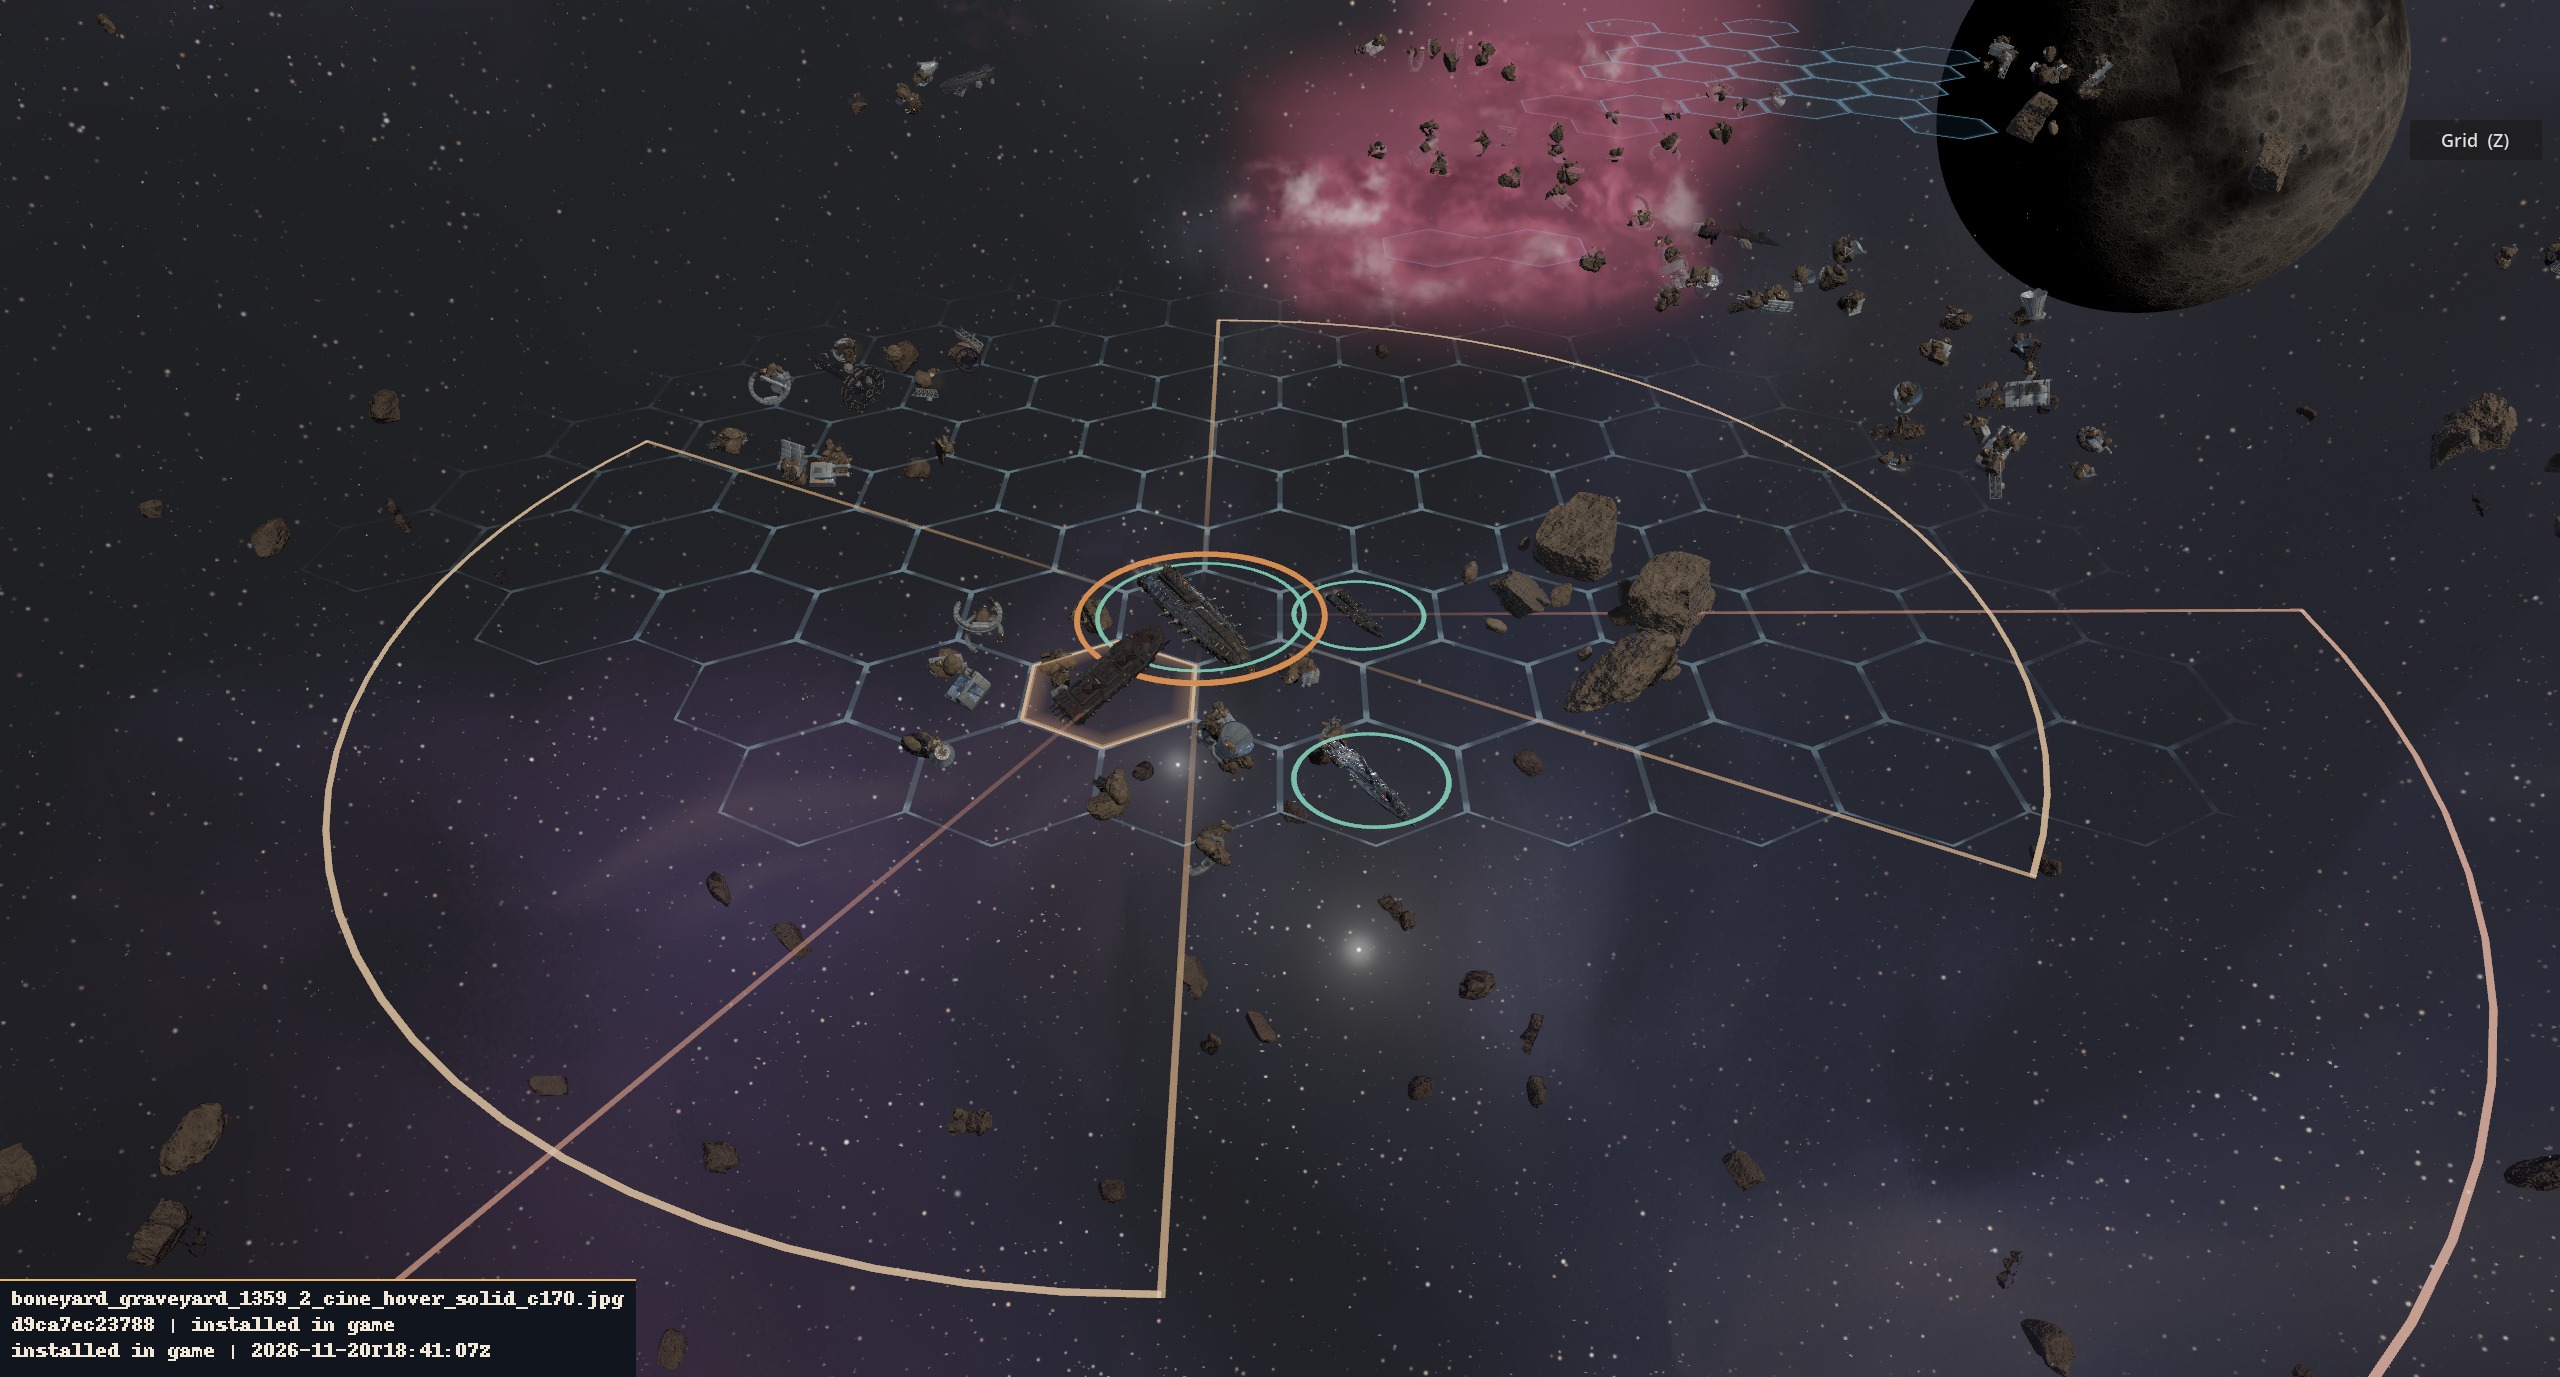 Grid (Z)
boneyard_graveyard_1359_2_cine_hover_solid_c170.jpg
d9ca7ec23788 | installed in game
installed in game | 2026-11-20T18:41:07Z